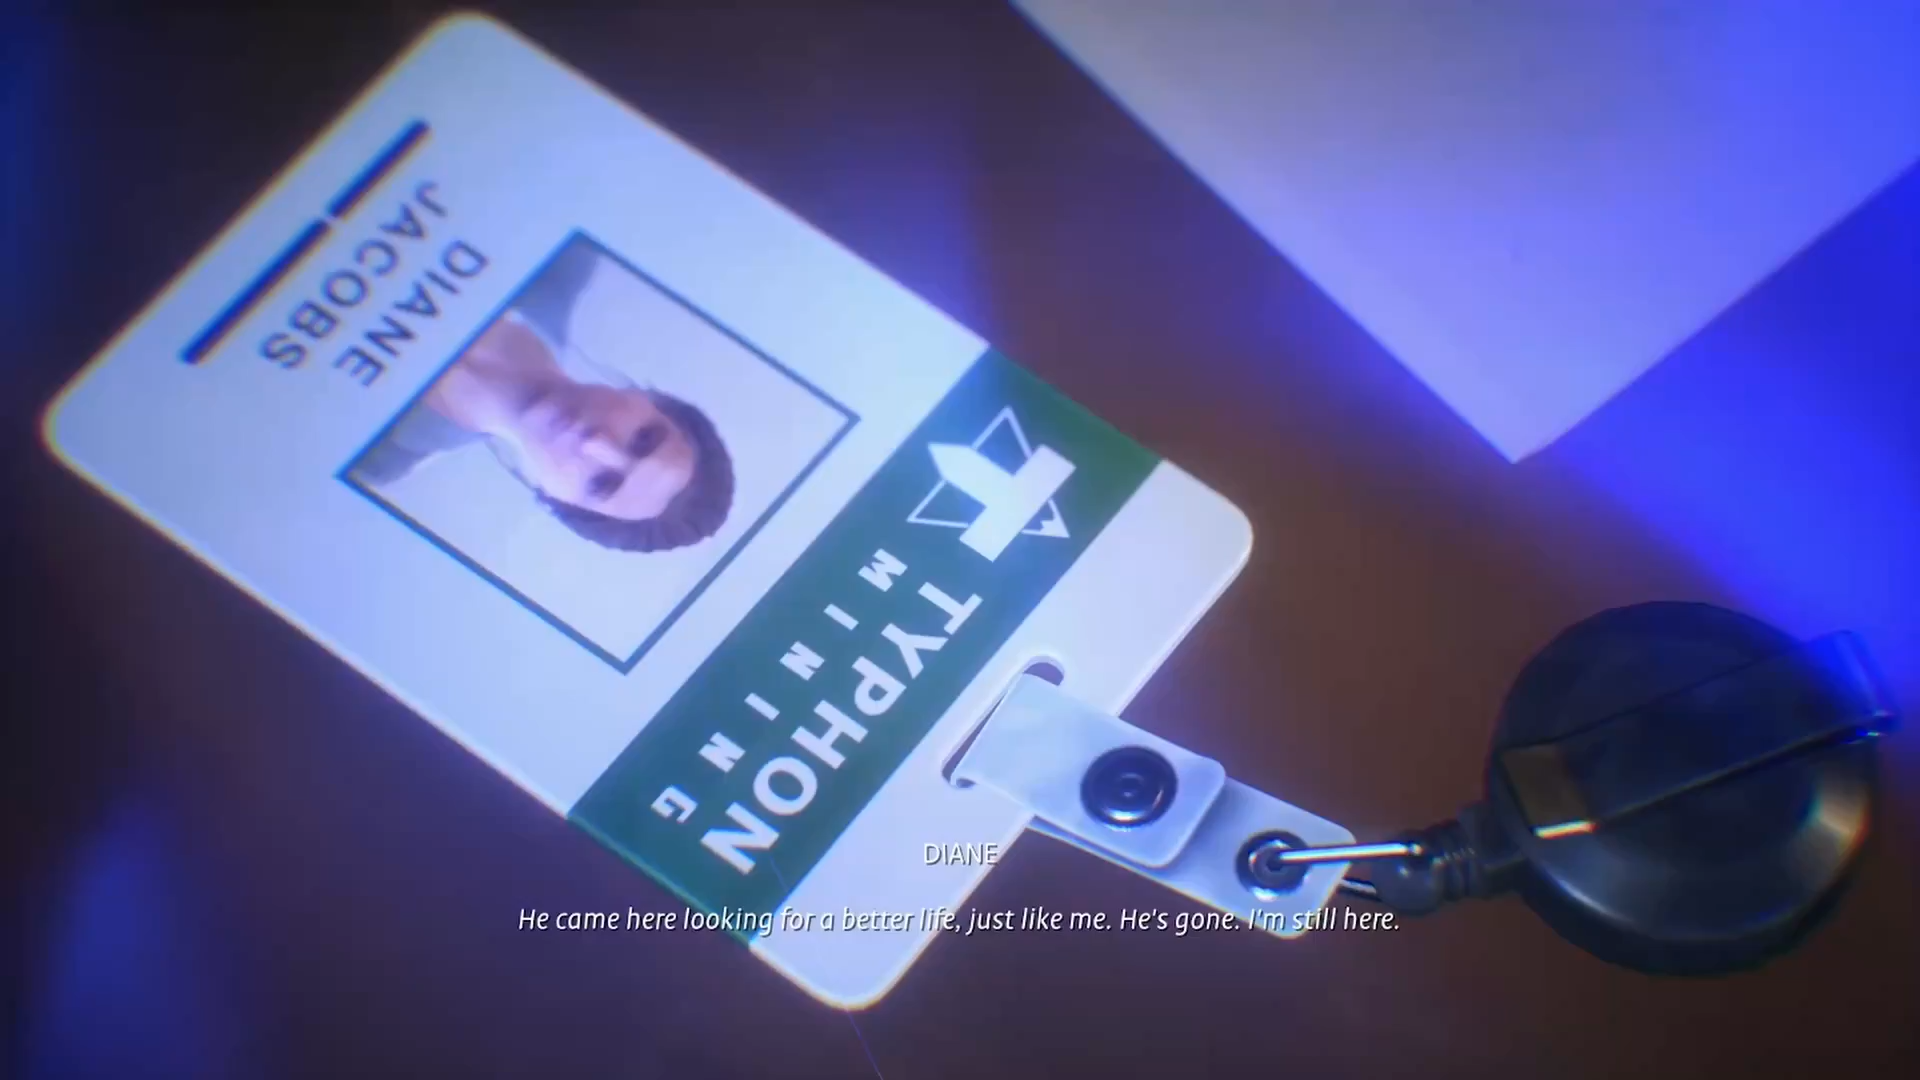 TYPHON
MINING
DIANE
JACOBS
DIANE
He came here looking for a better life, just like me. He's gone. I'm still here.